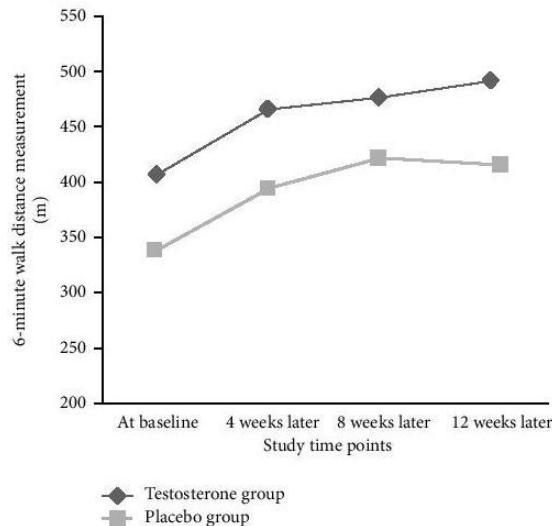 550
500
450
400
350
300
250
200
6-minute walk distance measurement
(m)
At baseline 4 weeks later 8 weeks later 12 weeks later
Study time points
Testosterone group
Placebo group